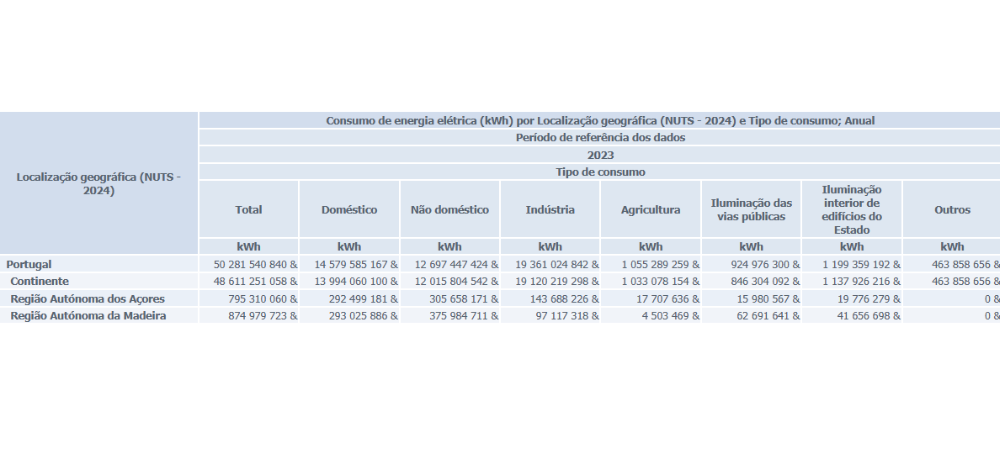 Consumo de energia elétrica (kWh) por Localização geográfica (NUTS - 2024) e Tipo de consumo; Anual
Período de referência dos dados
2023
Tipo de consumo
Localização geográfica (NUTS - 2024)
Total Doméstico Não doméstico Indústria Agricultura Iluminação das vias públicas Iluminação interior de edifícios do Estado Outros
kWh kWh kWh kWh kWh kWh kWh kWh
Portugal 50 281 540 840 & 14 579 585 167 & 12 697 447 424 & 19 361 024 842 & 1 055 289 259 & 924 976 300 & 1 199 359 192 & 463 858 656 &
Continente 48 611 251 058 & 13 994 060 100 & 12 015 804 542 & 19 120 219 298 & 1 033 078 154 & 846 304 092 & 1 137 926 216 & 463 858 656 &
Região Autónoma dos Açores 795 310 060 & 292 499 181 & 305 658 171 & 143 688 226 & 17 707 636 & 15 980 567 & 19 776 279 & 0 &
Região Autónoma da Madeira 874 979 723 & 293 025 886 & 375 984 711 & 97 117 318 & 4 503 469 & 62 691 641 & 41 656 698 & 0 &